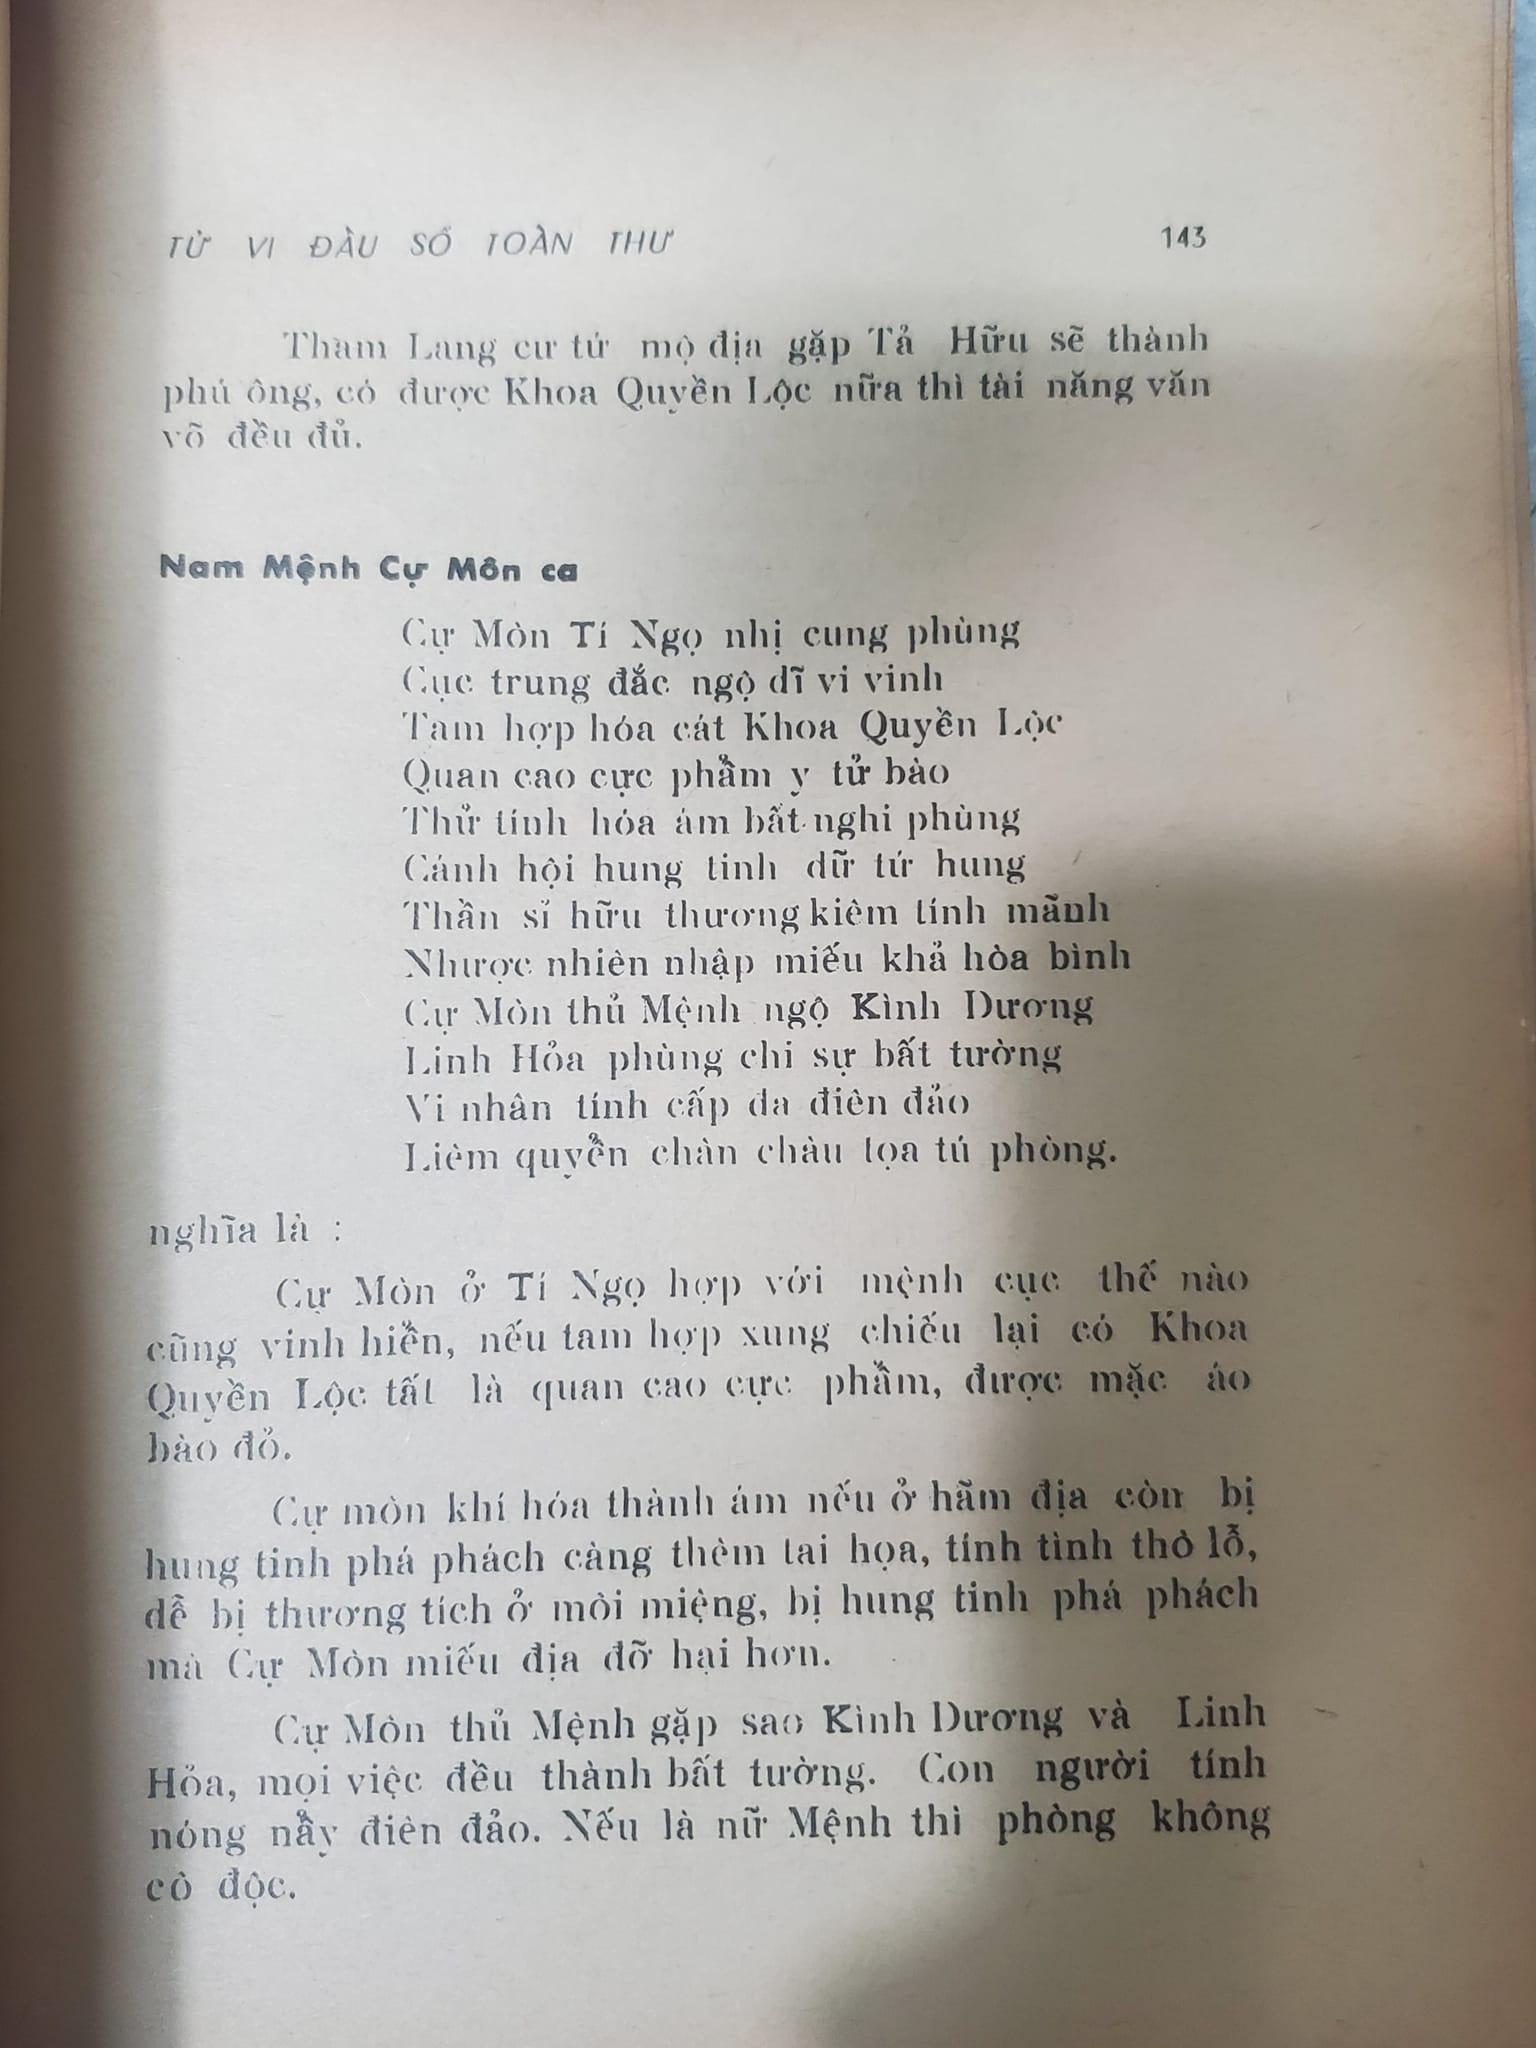 TỬ VI ĐẨU SỐ TOÀN THƯ 143
Tham Lang cư tứ mộ địa gặp Tả Hữu sẽ thành
phú ông, có được Khoa Quyền Lộc nữa thì tài năng văn
võ đều đủ.
Nam Mệnh Cự Môn ca
Cự Môn Tí Ngọ nhị cung phùng
Cục trung đắc ngộ dĩ vi vinh
Tam hợp hóa cát Khoa Quyền Lộc
Quan cao cực phẩm y tử bào
Thử tính hóa ám bất nghi phùng
Cánh hội hung tinh dữ tứ hung
Thần sỉ hữu thương kiêm tính mãnh
Nhược nhiên nhập miếu khả hòa bình
Cự Môn thủ Mệnh ngộ Kình Dương
Linh Hỏa phùng chi sự bất tường
Vi nhân tính cấp đa điên đảo
Liêm quyển chân châu tọa tú phòng.
nghĩa là :
Cự Môn ở Tí Ngọ hợp với mệnh cục thế nào
cũng vinh hiển, nếu tam hợp xung chiếu lại có Khoa
Quyền Lộc tất là quan cao cực phẩm, được mặc áo
bào đỏ.
Cự môn khí hóa thành ám nếu ở hãm địa còn bị
hung tinh phá phách càng thêm tai họa, tính tình thô lỗ,
dễ bị thương tích ở môi miệng, bị hung tinh phá phách
mà Cự Môn miếu địa đỡ hại hơn.
Cự Môn thủ Mệnh gặp sao Kình Dương và Linh
Hỏa, mọi việc đều thành bất tường. Con người tính
nóng nẩy điên đảo. Nếu là nữ Mệnh thì phòng không
cô độc.